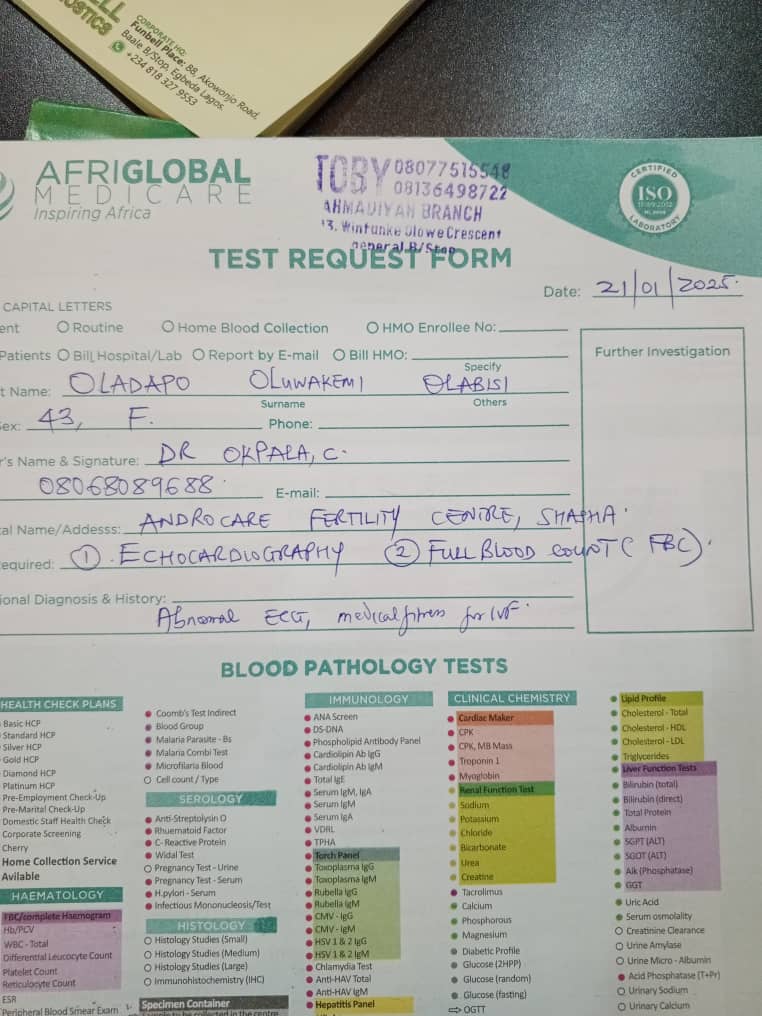 ELL
NOSTICS
CORPORATE HQ:
Funbell Place: 88, Akowonjo Road,
Baale B/Stop, Egbeda Lagos.
+234 818 327 9553
AFRIGLOBAL
MEDICARE
Inspiring Africa
TOBY 08077515548
08136498722
AHMADIYAH BRANCH
13, Wintunke Olowe Crescent
General B/Stop
CERTIFIED
ISO
LABORATORY
TEST REQUEST FORM
Date: 21/01/2025.
CAPITAL LETTERS
ent O Routine O Home Blood Collection O HMO Enrollee No:
Patients O Bill Hospital/Lab O Report by E-mail O Bill HMO:
Specify
Further Investigation
t Name: OLADAPO OLUWAKEMI OLABISI
Surname Others
Sex: 43, F. Phone:
r's Name & Signature: DR OKPALA, C.
08068089688 E-mail:
al Name/Addesss: ANDROCARE FERTILITY CENTRE, SHASHA.
equired: ① . ECHOCARDIOGRAPHY ② FULL BLOOD COUNT (FBC).
ional Diagnosis & History:
Abnormal ECG, medical fitness for IVF.
BLOOD PATHOLOGY TESTS
HEALTH CHECK PLANS
Basic HCP
Standard HCP
Silver HCP
Gold HCP
Diamond HCP
Platinum HCP
Pre-Employment Check-Up
Pre-Marital Check-Up
Domestic Staff Health Check
Corporate Screening
Cherry
Home Collection Service
Avilable
HAEMATOLOGY
FBC/complete Haemogram
Hb/PCV
WBC - Total
Differential Leucocyte Count
Platelet Count
Reticulocyte Count
ESR
Peripheral Blood Smear Exam
Coomb's Test Indirect
Blood Group
Malaria Parasite - Bs
Malaria Combi Test
Microfilaria Blood
Cell count / Type
SEROLOGY
Anti-Streptolysin O
Rhuematoid Factor
C- Reactive Protein
Widal Test
Pregnancy Test - Urine
Pregnancy Test - Serum
H.pylori - Serum
Infectious Mononucleosis/Test
HISTOLOGY
Histology Studies (Small)
Histology Studies (Medium)
Histology Studies (Large)
Immunohistochemistry (IHC)
Specimen Container
IMMUNOLOGY
ANA Screen
DS-DNA
Phospholipid Antibody Panel
Cardiolipin Ab IgG
Cardiolipin Ab IgM
Total IgE
Serum IgM, IgA
Serum IgM
Serum IgA
VDRL
TPHA
Torch Panel
Toxoplasma IgG
Toxoplasma IgM
Rubella IgG
Rubella IgM
CMV - IgG
CMV - IgM
HSV 1 & 2 IgG
HSV 1 & 2 IgM
Chlamydia Test
Anti-HAV Total
Anti-HAV IgM
Hepatitis Panel
CLINICAL CHEMISTRY
Cardiac Maker
CPK
CPK, MB Mass
Troponin 1
Myoglobin
Renal Function Test
Sodium
Potassium
Chloride
Bicarbonate
Urea
Creatine
Tacrolimus
Calcium
Phosphorous
Magnesium
Diabetic Profile
Glucose (2HPP)
Glucose (random)
Glucose (fasting)
OGTT
Lipid Profile
Cholesterol - Total
Cholesterol - HDL
Cholesterol - LDL
Triglycerides
Liver Function Tests
Bilirubin (total)
Bilirubin (direct)
Total Protein
Albumin
SGPT (ALT)
SGOT (ALT)
Alk (Phosphatase)
GGT
Uric Acid
Serum osmolality
Creatinine Clearance
Urine Amylase
Urine Micro - Albumin
Acid Phosphatase (T+Pr)
Urinary Sodium
Urinary Calcium